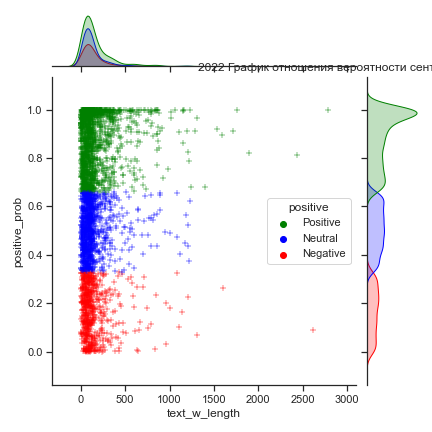 2022 График отношения вероятности сент
positive_prob
1.0
0.8
0.6
0.4
0.2
0.0
positive
Positive
Neutral
Negative
0 500 1000 1500 2000 2500 3000
text_w_length